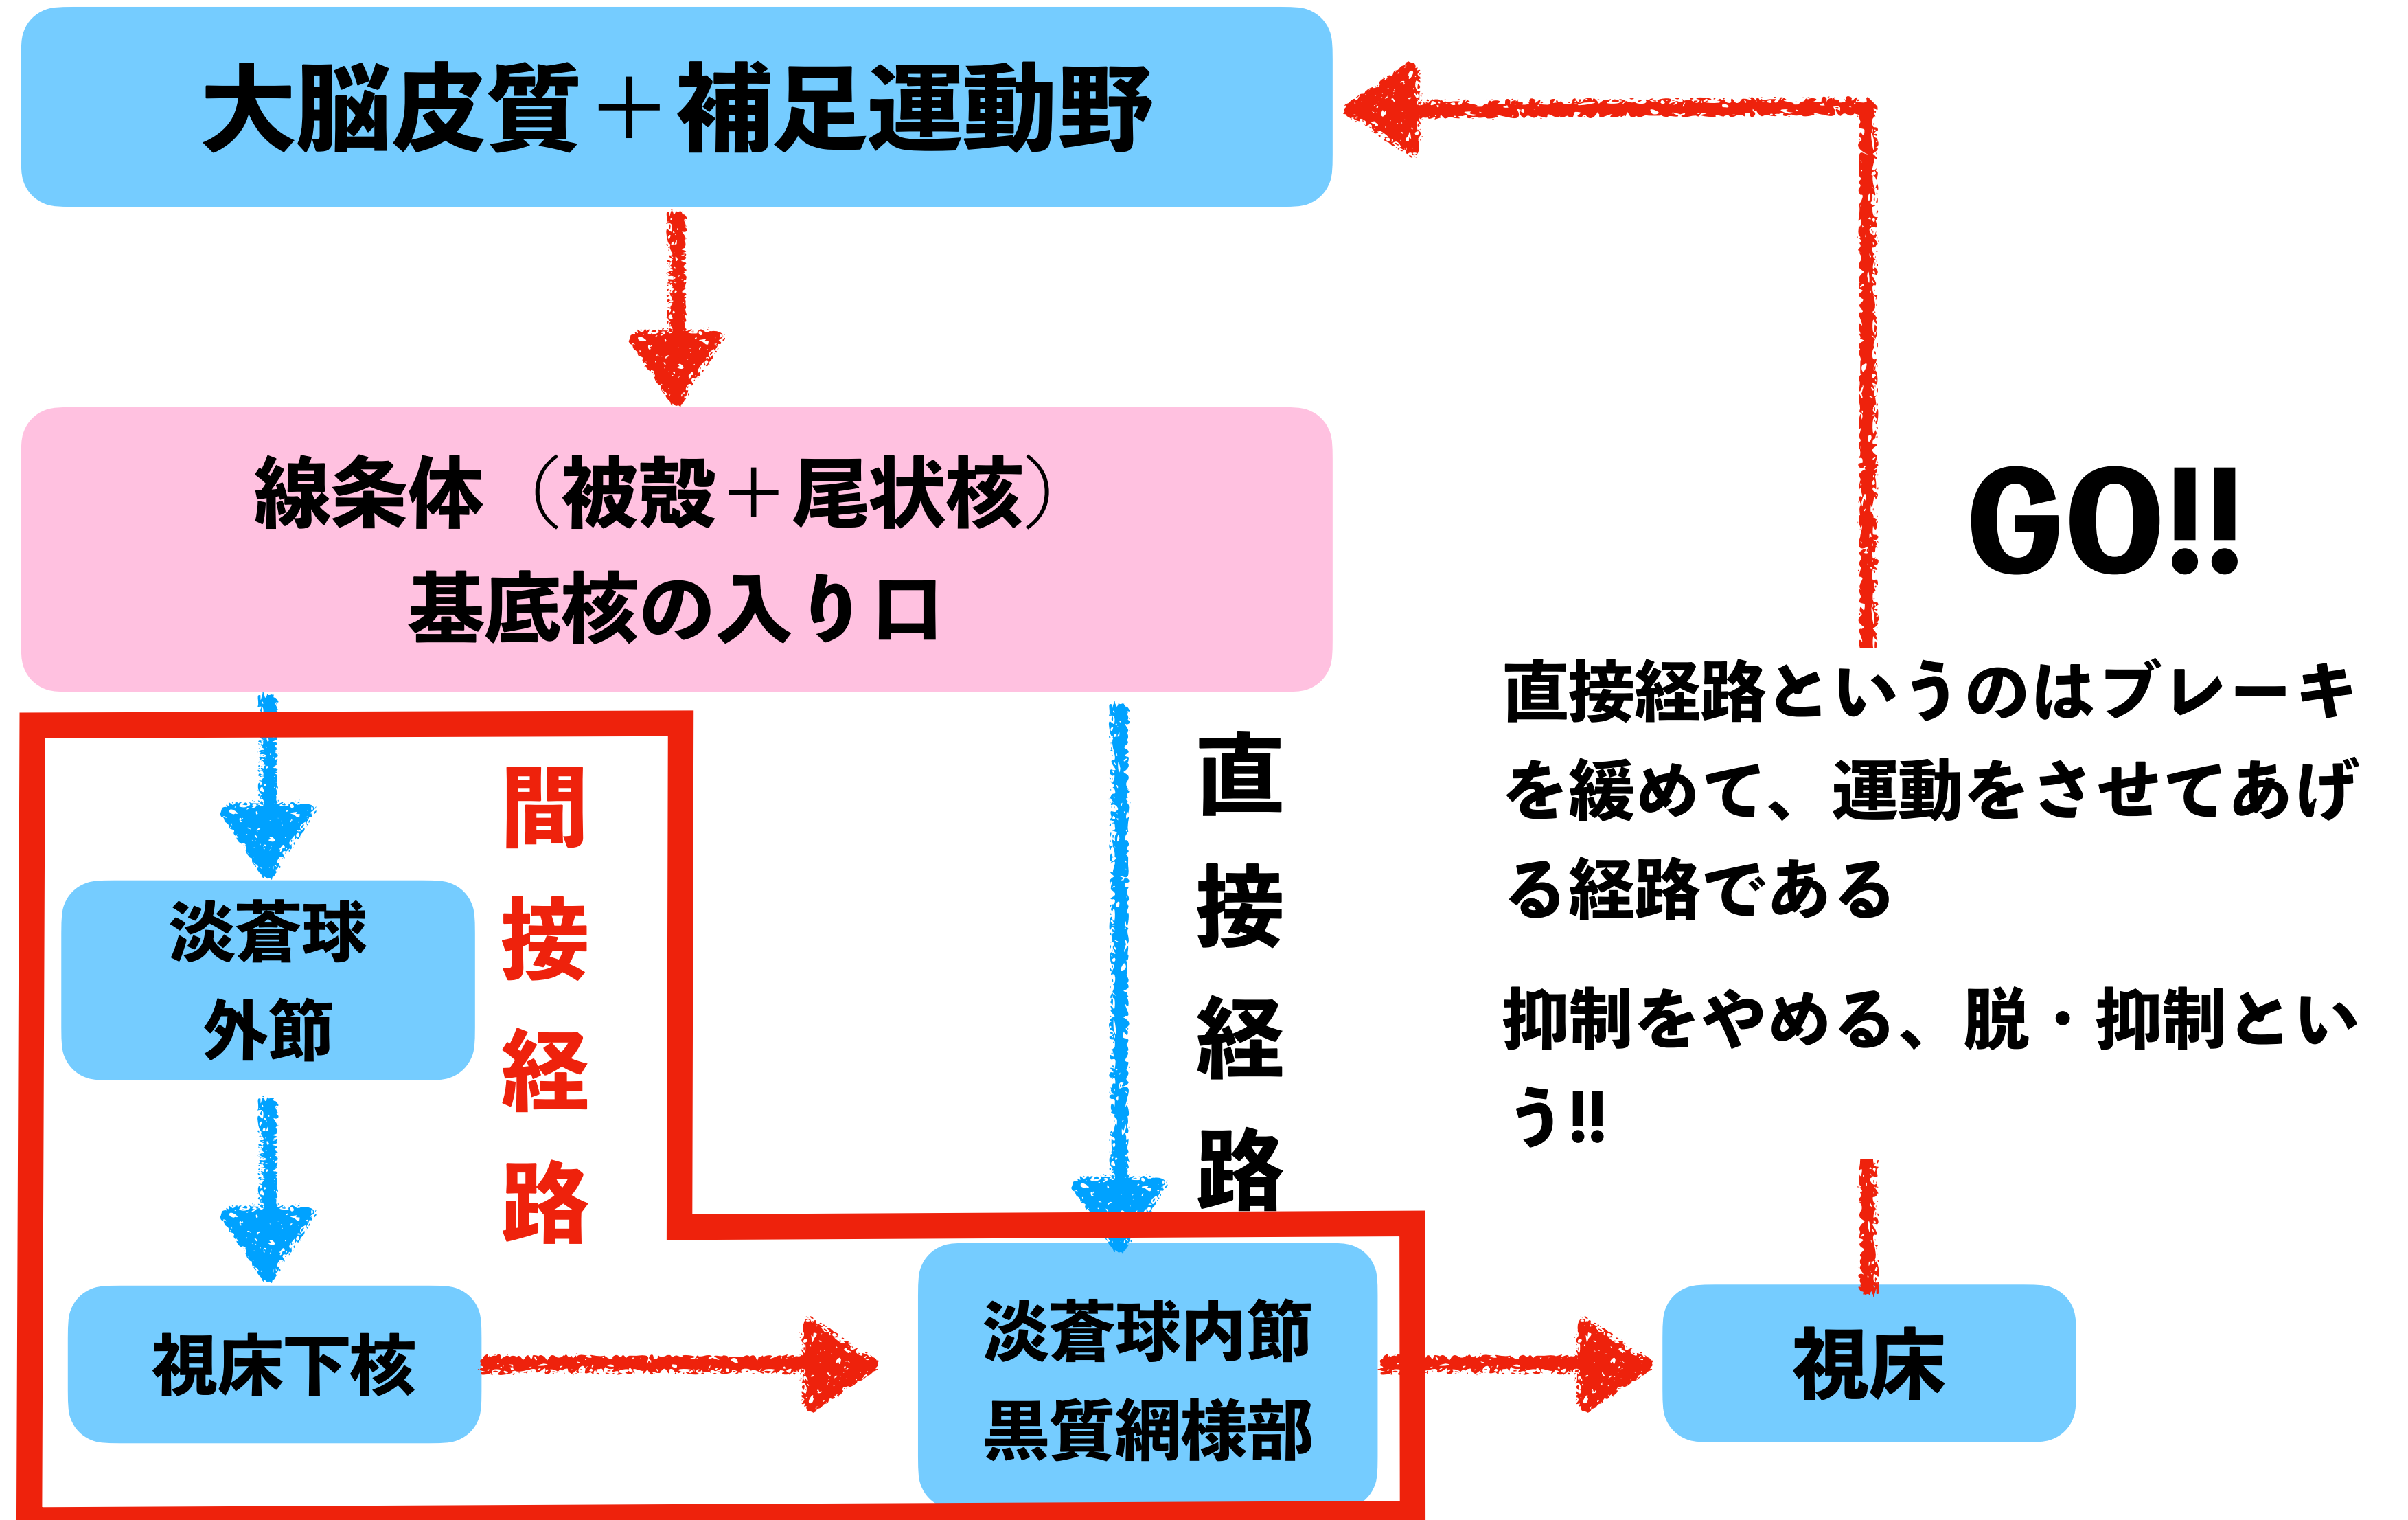 大脳皮質＋補足運動野
線条体（被殻＋尾状核）
基底核の入り口
GO!!
直接経路というのはブレーキ
を緩めて、運動をさせてあげ
る経路である
抑制をやめる、脱・抑制とい
う!!
間接経路
直接経路
淡蒼球
外節
視床下核
淡蒼球内節
黒質網様部
視床